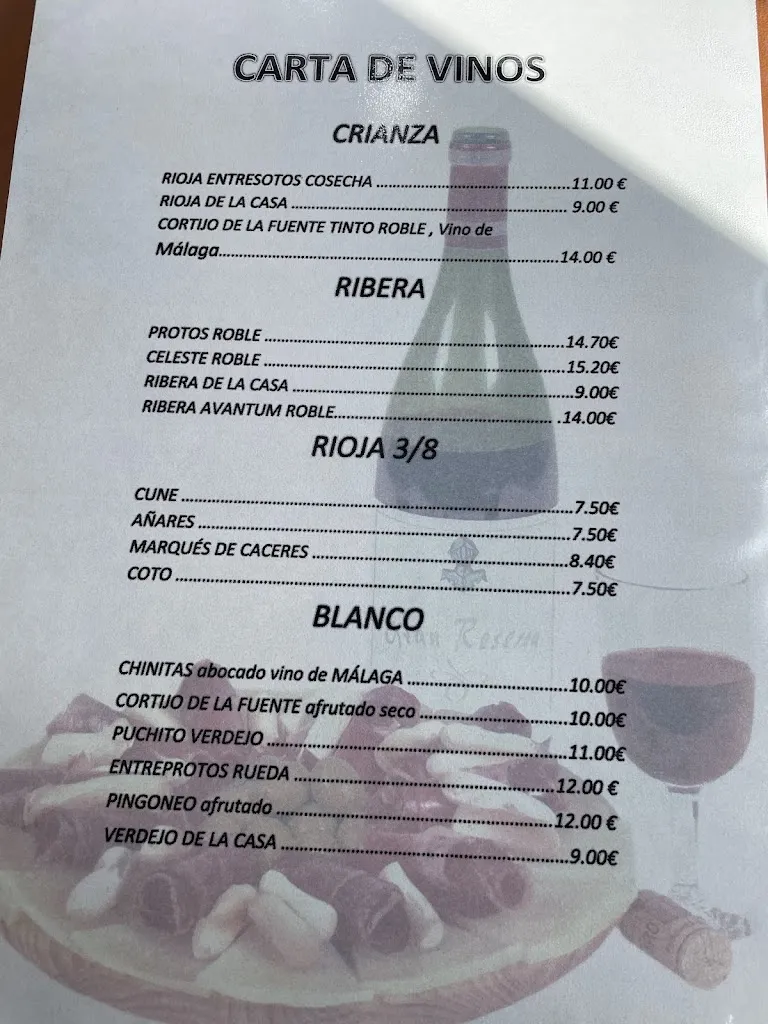 CARTA DE VINOS
CRIANZA
RIOJA ENTRESOTOS COSECHA ........................................11.00 €
RIOJA DE LA CASA ........................................................ 9.00 €
CORTIJO DE LA FUENTE TINTO ROBLE , Vino de
Málaga......................................................................14.00 €
RIBERA
PROTOS ROBLE ............................................................14.70€
CELESTE ROBLE ............................................................15.20€
RIBERA DE LA CASA ......................................................9.00€
RIBERA AVANTUM ROBLE............................................ .14.00€
RIOJA 3/8
CUNE ............................................................................7.50€
AÑARES ........................................................................7.50€
MARQUÉS DE CACERES ................................................8.40€
COTO ............................................................................7.50€
BLANCO
CHINITAS abocado vino de MÁLAGA ..............................10.00€
CORTIJO DE LA FUENTE afrutado seco ............................10.00€
PUCHITO VERDEJO ........................................................11.00€
ENTREPROTOS RUEDA ..................................................12.00 €
PINGONEO afrutado ......................................................12.00 €
VERDEJO DE LA CASA ....................................................9.00€
Gran Reserva